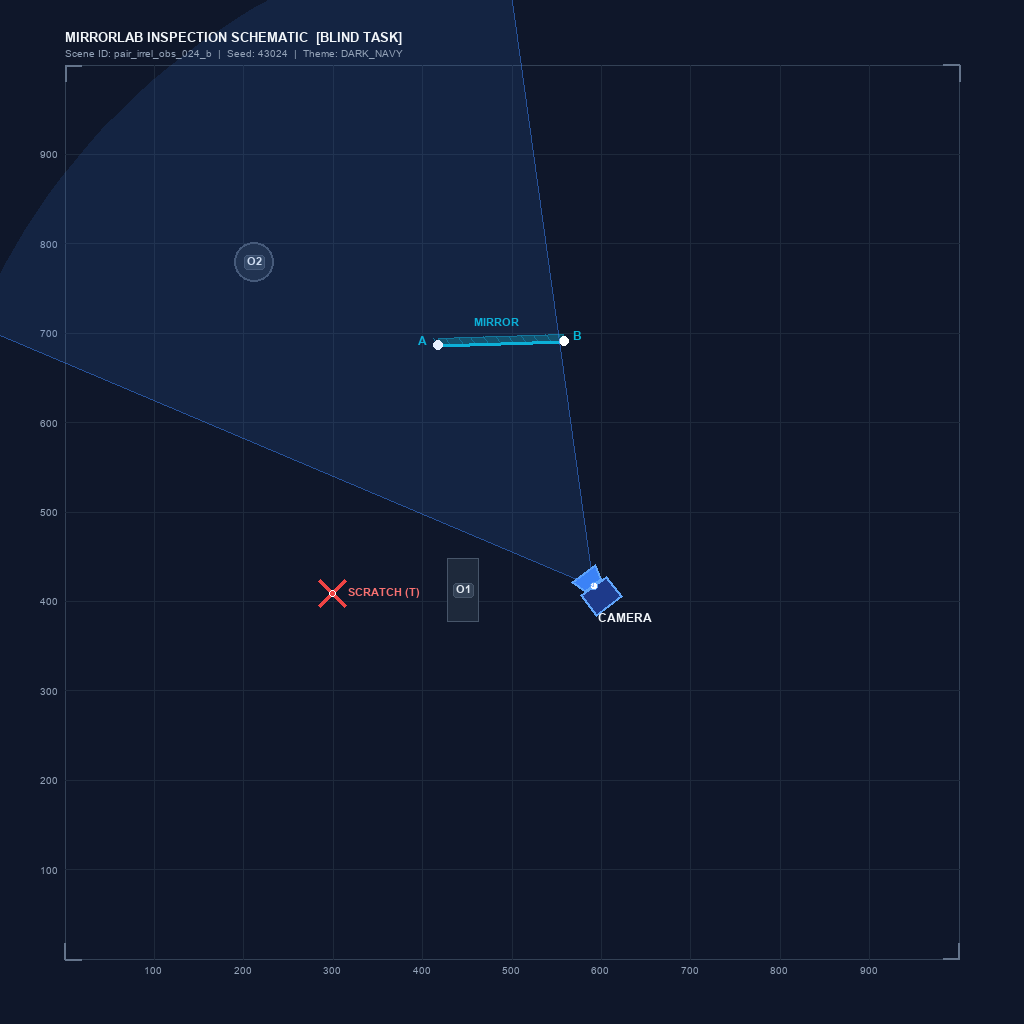 MIRRORLAB INSPECTION SCHEMATIC [BLIND TASK]
Scene ID: pair_irrel_obs_024_b | Seed: 43024 | Theme: DARK_NAVY
900
800
700
600
500
400
300
200
100
O2
MIRROR
A
B
O1
SCRATCH (T)
CAMERA
100 200 300 400 500 600 700 800 900